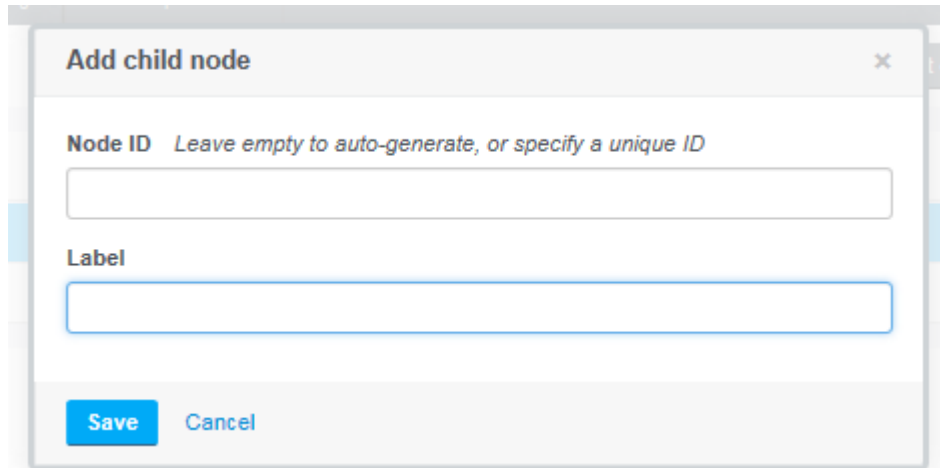 Add child node ×
Node ID Leave empty to auto-generate, or specify a unique ID
Label
Save Cancel